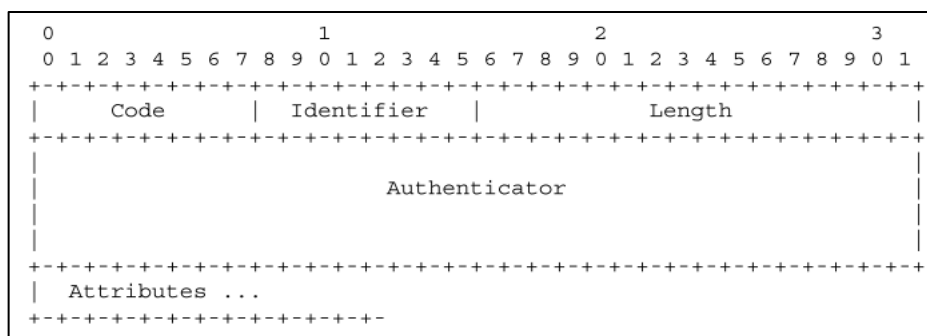 0                   1                   2                   3
0 1 2 3 4 5 6 7 8 9 0 1 2 3 4 5 6 7 8 9 0 1 2 3 4 5 6 7 8 9 0 1
+-+-+-+-+-+-+-+-+-+-+-+-+-+-+-+-+-+-+-+-+-+-+-+-+-+-+-+-+-+-+-+-+
|     Code      |  Identifier   |            Length             |
+-+-+-+-+-+-+-+-+-+-+-+-+-+-+-+-+-+-+-+-+-+-+-+-+-+-+-+-+-+-+-+-+
|                                                               |
|                         Authenticator                         |
|                                                               |
|                                                               |
+-+-+-+-+-+-+-+-+-+-+-+-+-+-+-+-+-+-+-+-+-+-+-+-+-+-+-+-+-+-+-+-+
|  Attributes ...
+-+-+-+-+-+-+-+-+-+-+-+-+-